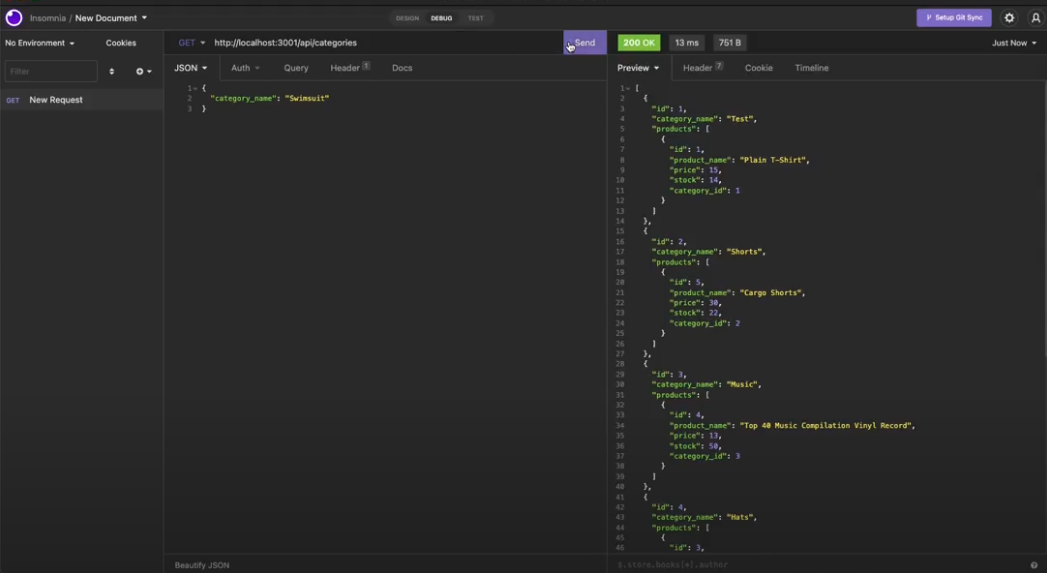 Insomnia / New Document
DESIGN DEBUG TEST
Setup Git Sync
No Environment Cookies
GET http://localhost:3001/api/categories Send
200 OK 13 ms 751 B Just Now
Filter
JSON Auth Query Header 1 Docs
Preview Header 7 Cookie Timeline
GET New Request
1 {
2 "category_name": "Swimsuit"
3 }
1 [
2 {
3 "id": 1,
4 "category_name": "Test",
5 "products": [
6 {
7 "id": 1,
8 "product_name": "Plain T-Shirt",
9 "price": 15,
10 "stock": 14,
11 "category_id": 1
12 }
13 ]
14 },
15 {
16 "id": 2,
17 "category_name": "Shorts",
18 "products": [
19 {
20 "id": 5,
21 "product_name": "Cargo Shorts",
22 "price": 30,
23 "stock": 22,
24 "category_id": 2
25 }
26 ]
27 },
28 {
29 "id": 3,
30 "category_name": "Music",
31 "products": [
32 {
33 "id": 4,
34 "product_name": "Top 40 Music Compilation Vinyl Record",
35 "price": 13,
36 "stock": 50,
37 "category_id": 3
38 }
39 ]
40 },
41 {
42 "id": 4,
43 "category_name": "Hats",
44 "products": [
45 {
46 "id": 3,
Beautify JSON
$.store.books[*].author